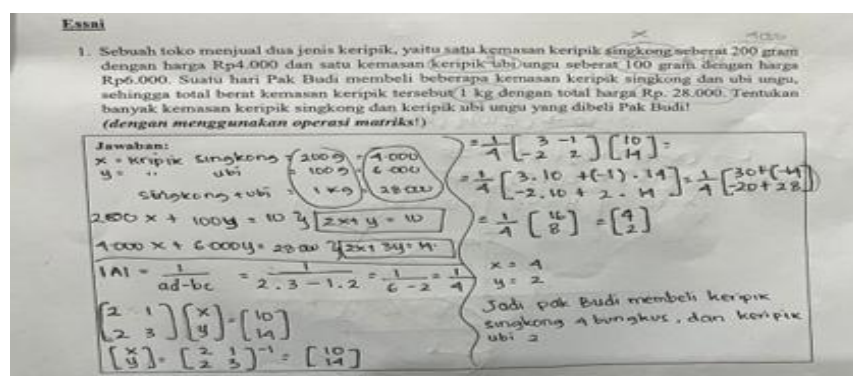 Essai
x
1. Sebuah toko menjual dua jenis keripik, yaitu satu kemasan keripik singkong seberat 200 gram
dengan harga Rp4.000 dan satu kemasan keripik ubi ungu seberat 100 gram dengan harga
Rp6.000. Suatu hari Pak Budi membeli beberapa kemasan keripik singkong dan ubi ungu,
sehingga total berat kemasan keripik tersebut 1 kg dengan total harga Rp. 28.000. Tentukan
banyak kemasan keripik singkong dan keripik ubi ungu yang dibeli Pak Budi!
(dengan menggunakan operasi matriks!)
Jawaban:
x = kripik singkong = 200 g = 4.000
y = " ubi = 100 g = 6.000
singkong + ubi = 1 kg = 28.000
200 x + 100 y = 10 } 2x + y = 10
4.000 x + 6.000 y = 28.000 } 2x + 3y = 14
|A| = 1/ad-bc = 1/2.3 - 1.2 = 1/6-2 = 1/4
[2 1 2 3] [x y] = [10 14]
[x y] = [2 1 2 3]⁻¹ = [10 14]
= 1/4 [3 -1 -2 2] [10 14] =
= 1/4 [3.10 + (-1).14 -2.10 + 2.14] = 1/4 [30+(-14) -20+28]
= 1/4 [16 8] = [4 2]
x = 4
y = 2
Jadi pak Budi membeli keripik
singkong 4 bungkus, dan keripik
ubi 2